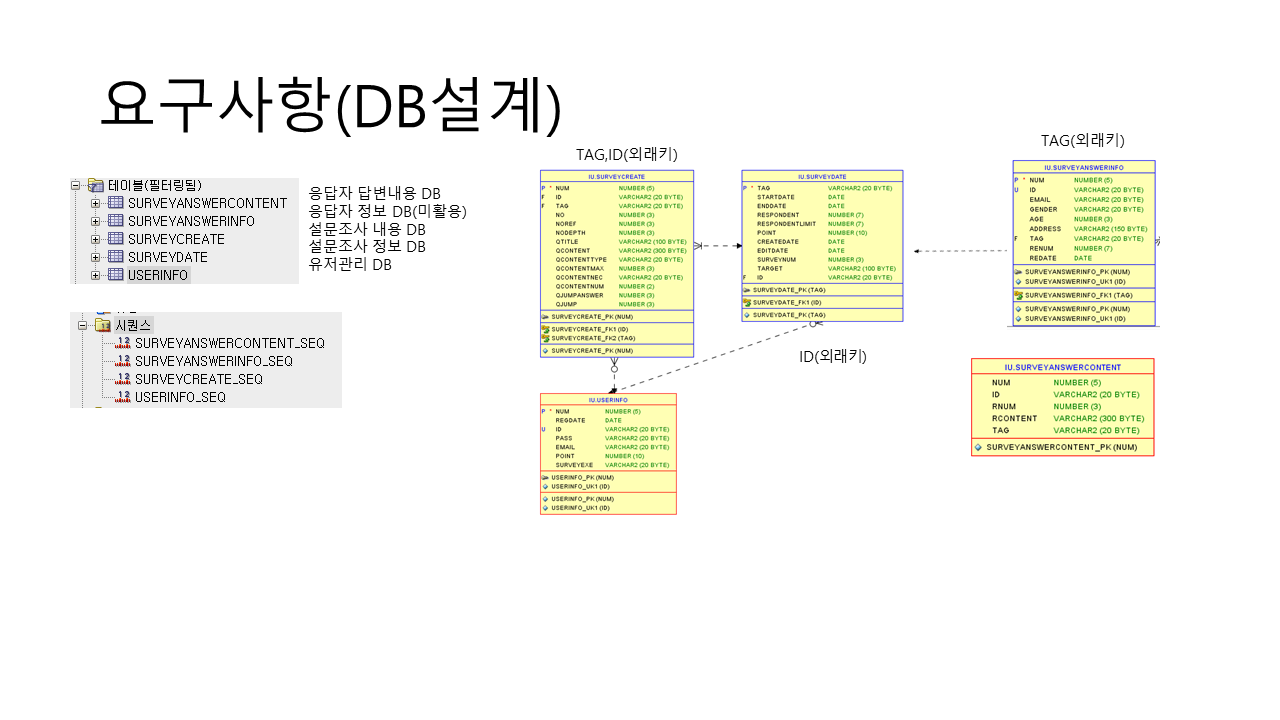 요구사항(DB설계)
테이블(필터링됨)
SURVEYANSWERCONTENT
SURVEYANSWERINFO
SURVEYCREATE
SURVEYDATE
USERINFO
응답자 답변내용 DB
응답자 정보 DB(미활용)
설문조사 내용 DB
설문조사 정보 DB
유저관리 DB
시퀀스
SURVEYANSWERCONTENT_SEQ
SURVEYANSWERINFO_SEQ
SURVEYCREATE_SEQ
USERINFO_SEQ
TAG,ID(외래키)
IU.SURVEYCREATE
P * NUM NUMBER (5)
F ID VARCHAR2 (20 BYTE)
F TAG VARCHAR2 (20 BYTE)
NO NUMBER (3)
NOREF NUMBER (3)
NODEPTH NUMBER (3)
QTITLE VARCHAR2 (100 BYTE)
QCONTENT VARCHAR2 (300 BYTE)
QCONTENTTYPE VARCHAR2 (20 BYTE)
QCONTENTMAX NUMBER (3)
QCONTENTNEC VARCHAR2 (20 BYTE)
QCONTENTNUM NUMBER (2)
QJUMPANSWER NUMBER (3)
QJUMP NUMBER (3)
SURVEYCREATE_PK (NUM)
SURVEYCREATE_FK1 (ID)
SURVEYCREATE_FK2 (TAG)
SURVEYCREATE_PK (NUM)
IU.SURVEYDATE
P * TAG VARCHAR2 (20 BYTE)
STARTDATE DATE
ENDDATE DATE
RESPONDENT NUMBER (7)
RESPONDENTLIMIT NUMBER (7)
POINT NUMBER (10)
CREATEDATE DATE
EDITDATE DATE
SURVEYNUM NUMBER (3)
TARGET VARCHAR2 (100 BYTE)
F ID VARCHAR2 (20 BYTE)
SURVEYDATE_PK (TAG)
SURVEYDATE_FK1 (ID)
SURVEYDATE_PK (TAG)
ID(외래키)
IU.USERINFO
P * NUM NUMBER (5)
REGDATE DATE
U ID VARCHAR2 (20 BYTE)
PASS VARCHAR2 (20 BYTE)
EMAIL VARCHAR2 (20 BYTE)
POINT NUMBER (10)
SURVEYEXE VARCHAR2 (20 BYTE)
USERINFO_PK (NUM)
USERINFO_UK1 (ID)
USERINFO_PK (NUM)
USERINFO_UK1 (ID)
TAG(외래키)
IU.SURVEYANSWERINFO
P * NUM NUMBER (5)
U ID VARCHAR2 (20 BYTE)
EMAIL VARCHAR2 (20 BYTE)
GENDER VARCHAR2 (20 BYTE)
AGE NUMBER (3)
ADDRESS VARCHAR2 (150 BYTE)
F TAG VARCHAR2 (20 BYTE)
RENUM NUMBER (7)
REDATE DATE
SURVEYANSWERINFO_PK (NUM)
SURVEYANSWERINFO_UK1 (ID)
SURVEYANSWERINFO_FK1 (TAG)
SURVEYANSWERINFO_PK (NUM)
SURVEYANSWERINFO_UK1 (ID)
IU.SURVEYANSWERCONTENT
NUM NUMBER (5)
ID VARCHAR2 (20 BYTE)
RNUM NUMBER (3)
RCONTENT VARCHAR2 (300 BYTE)
TAG VARCHAR2 (20 BYTE)
SURVEYANSWERCONTENT_PK (NUM)